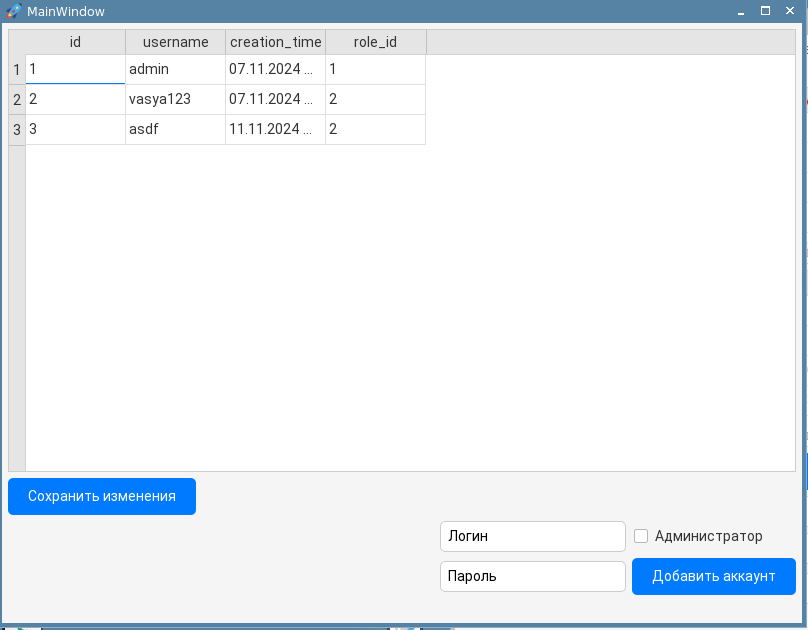 MainWindow
id username creation_time role_id
1 1 admin 07.11.2024 ... 1
2 2 vasya123 07.11.2024 ... 2
3 3 asdf 11.11.2024 ... 2
Сохранить изменения
Логин Администратор
Пароль Добавить аккаунт